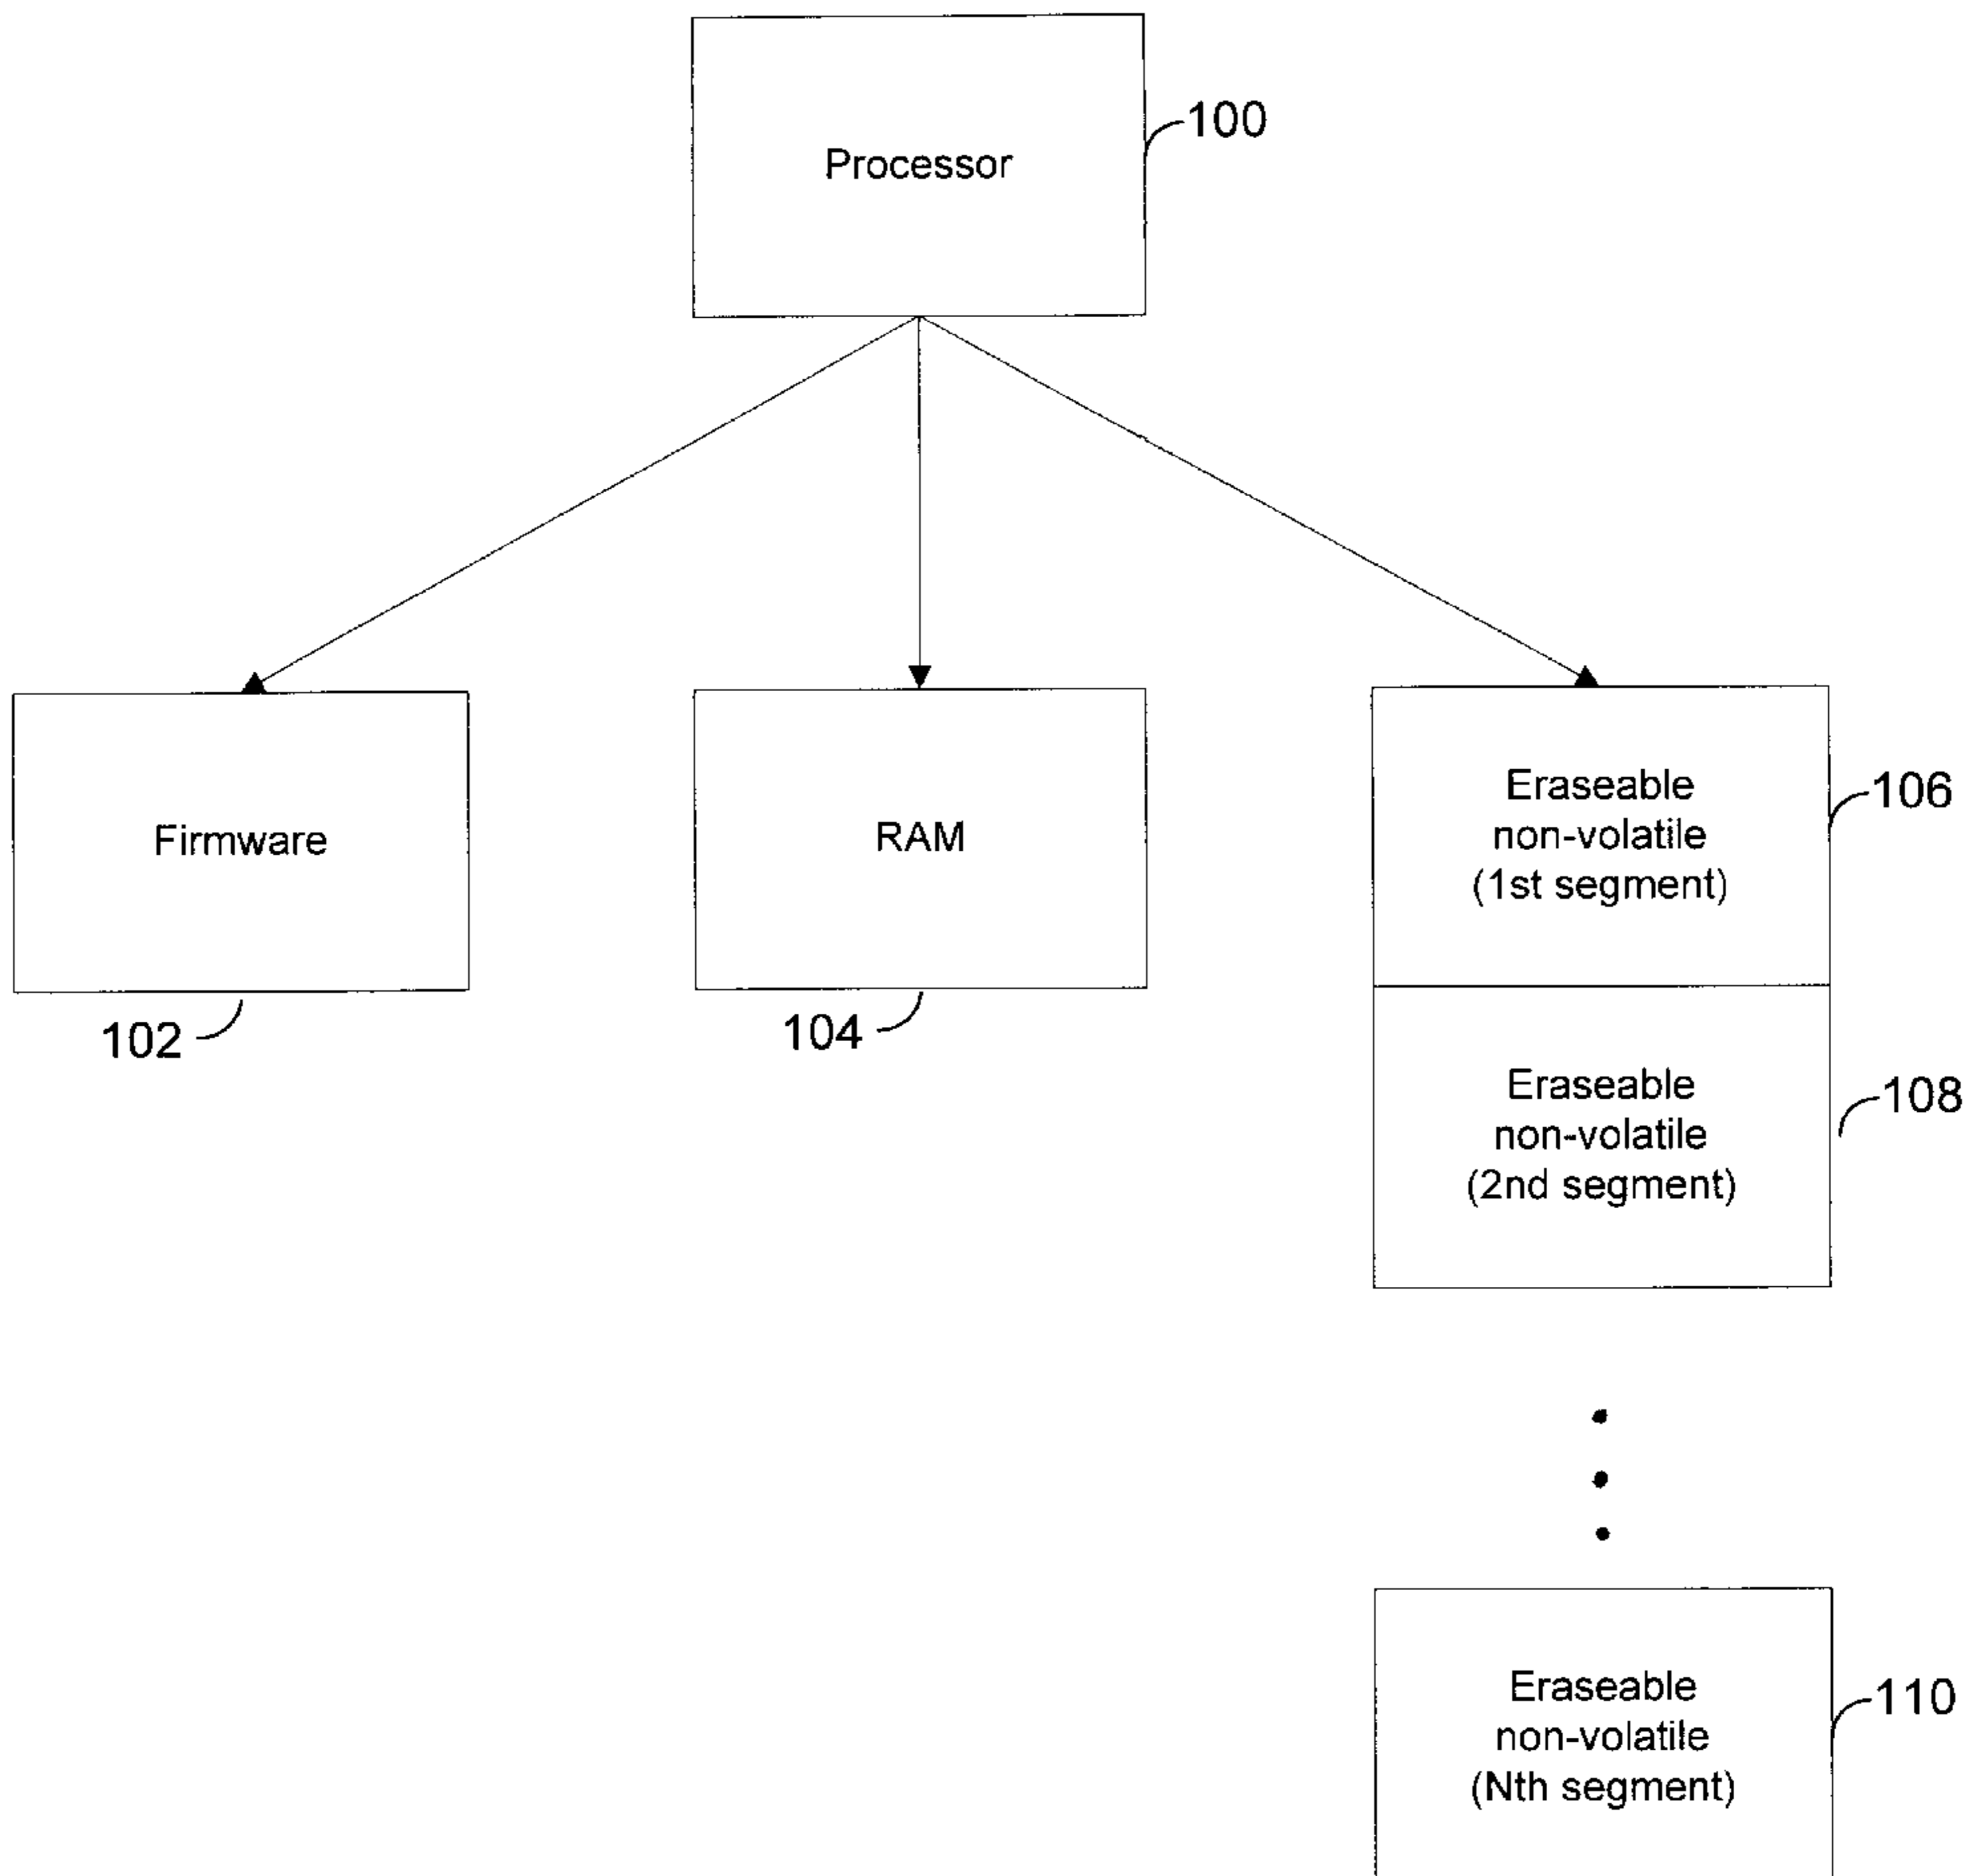 Processor
100
Firmware
102
RAM
104
Eraseable
non-volatile
(1st segment)
106
Eraseable
non-volatile
(2nd segment)
108
Eraseable
non-volatile
(Nth segment)
110